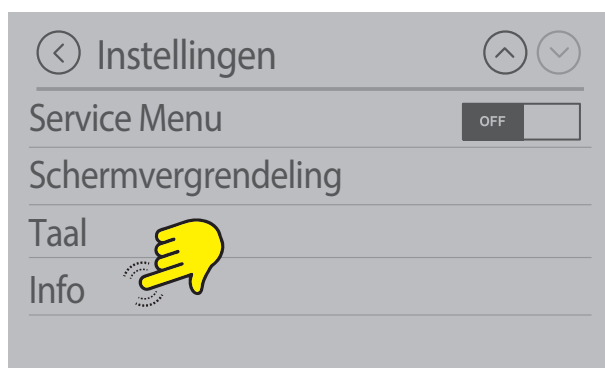 Instellingen
Service Menu
OFF
Schermvergrendeling
Taal
Info